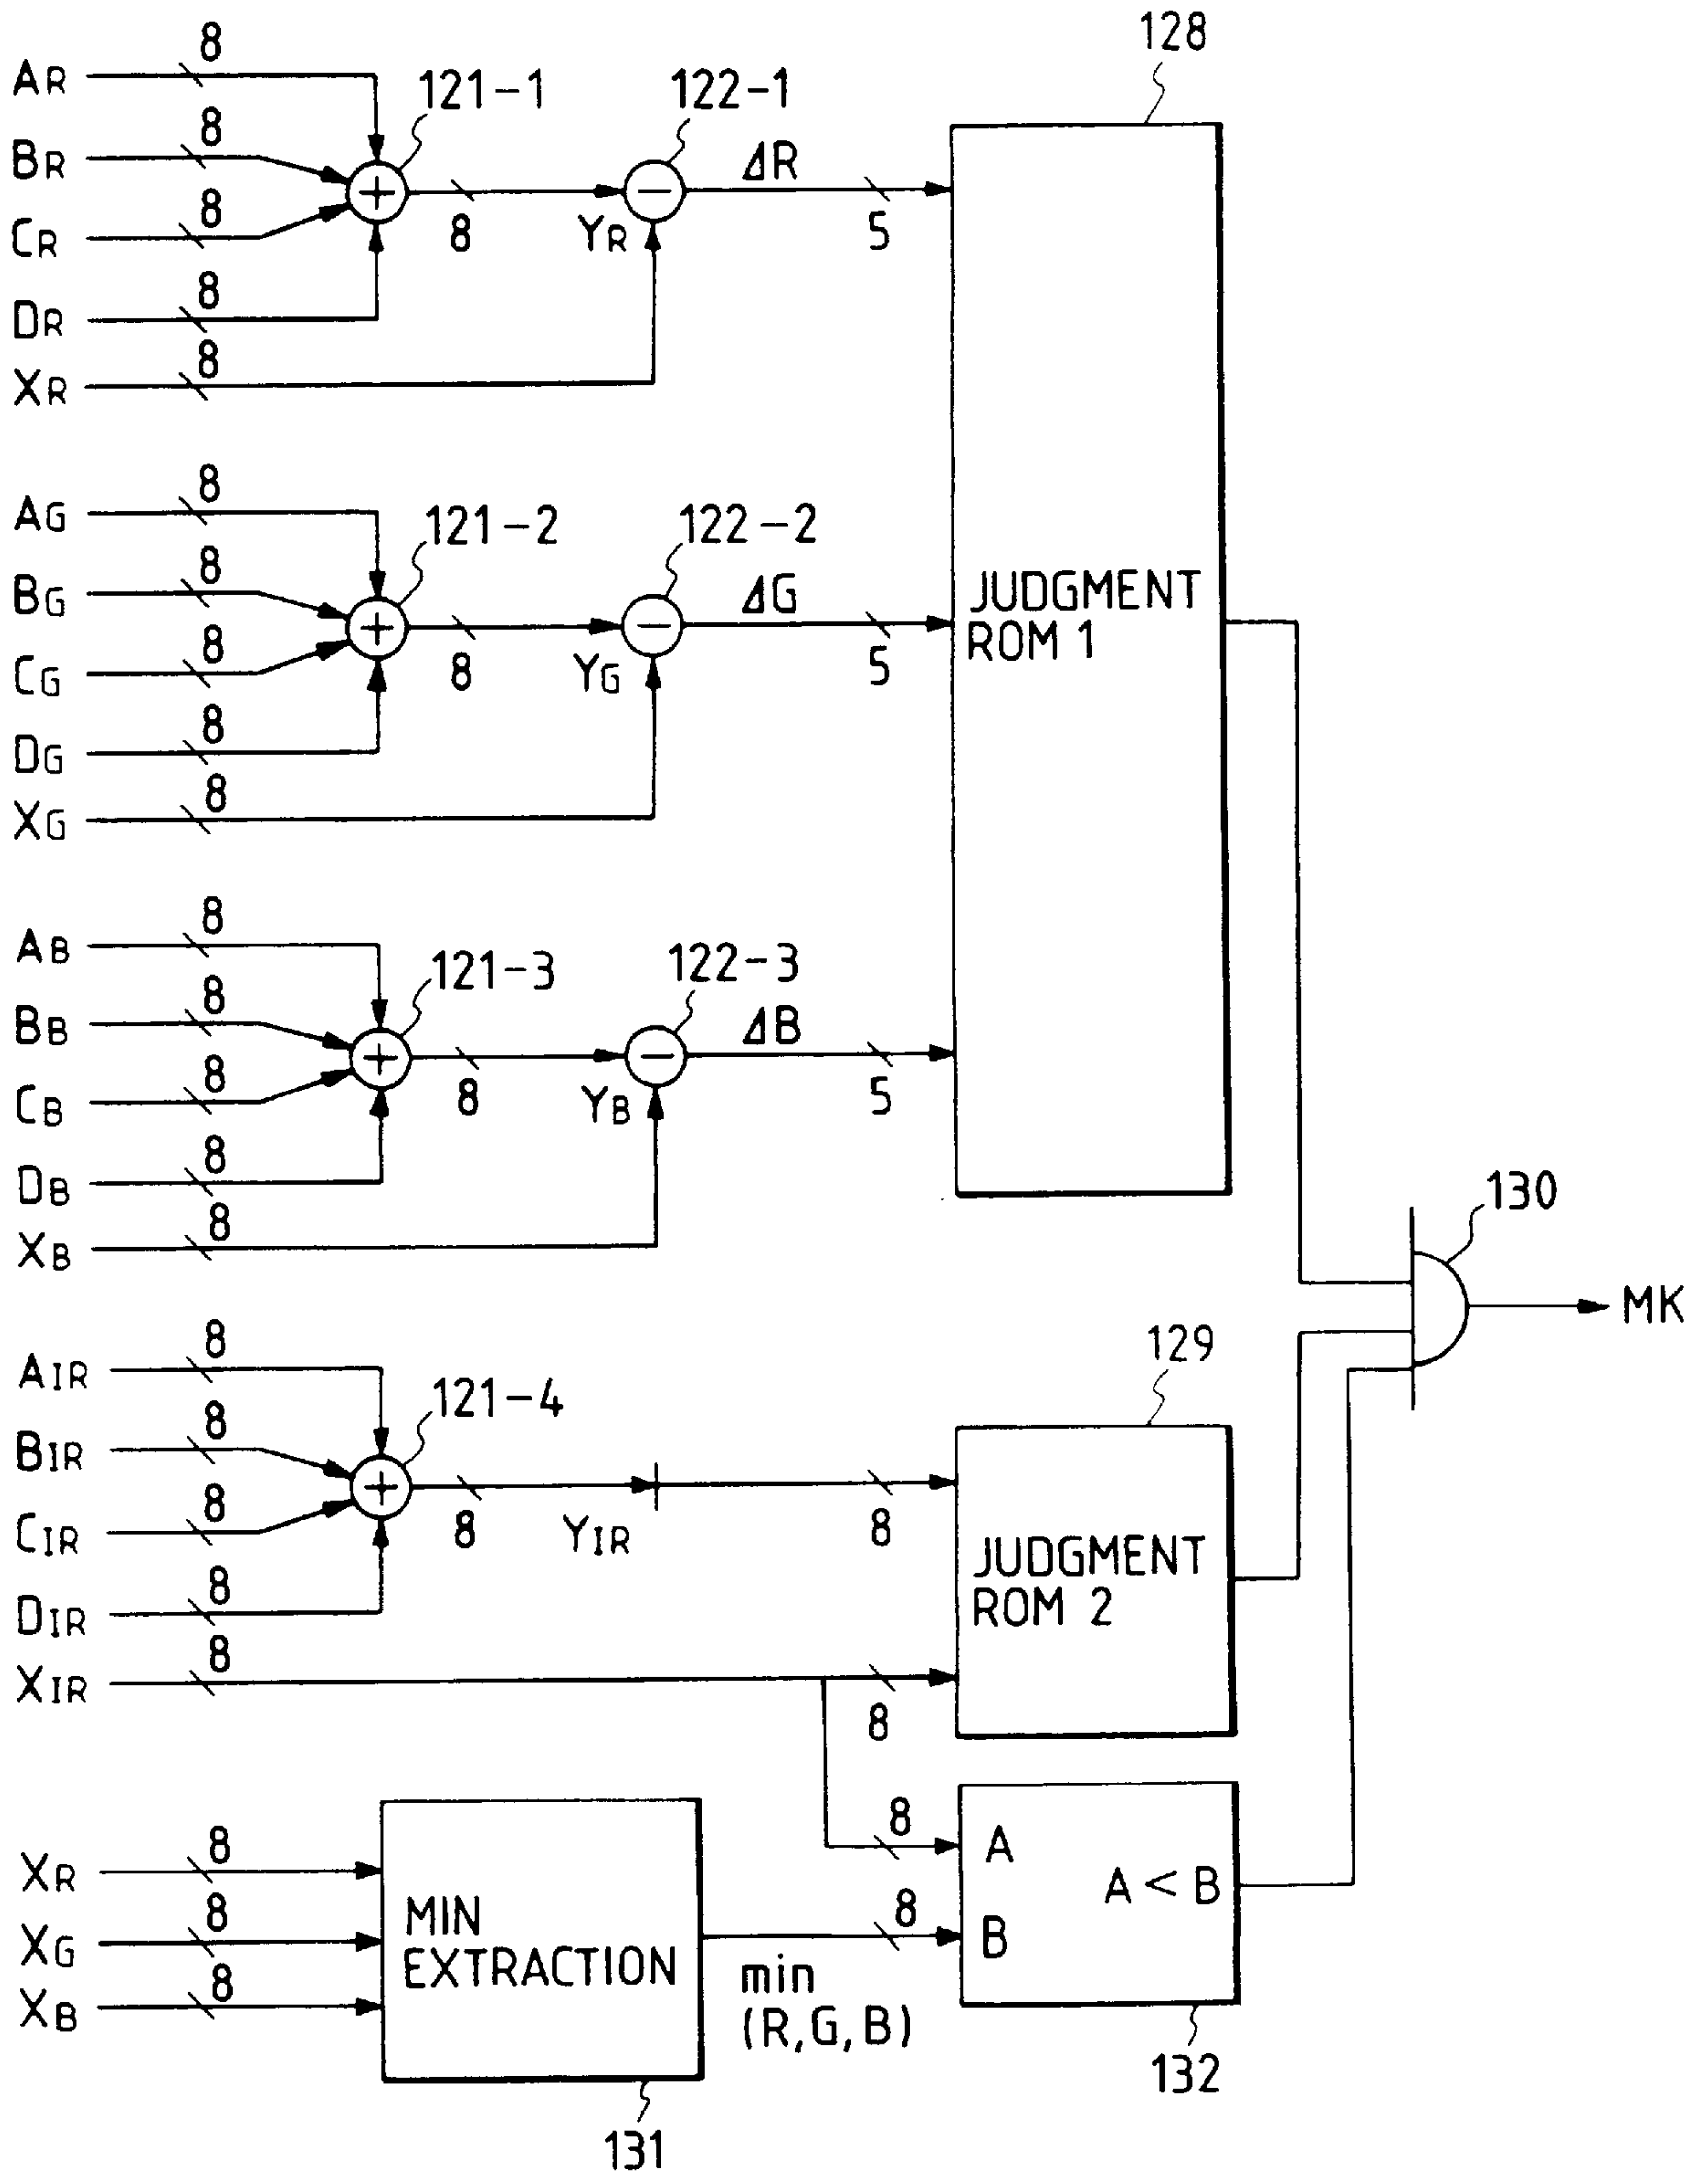 128
8
AR
121-1
122-1
8
BR
ΔR
8
CR
8
YR
5
8
DR
8
XR
8
AG
121-2
122-2
8
BG
ΔG
JUDGMENT
ROM 1
8
CG
8
YG
5
8
DG
8
XG
8
AB
121-3
122-3
8
BB
ΔB
8
CB
8
YB
5
8
DB
8
XB
130
MK
8
AIR
121-4
129
8
BIR
8
CIR
8
YIR
8
JUDGMENT
ROM 2
8
DIR
8
XIR
8
8
A
A < B
8
XR
8
XG
8
XB
MIN
EXTRACTION
8
B
min
(R, G, B)
131
132